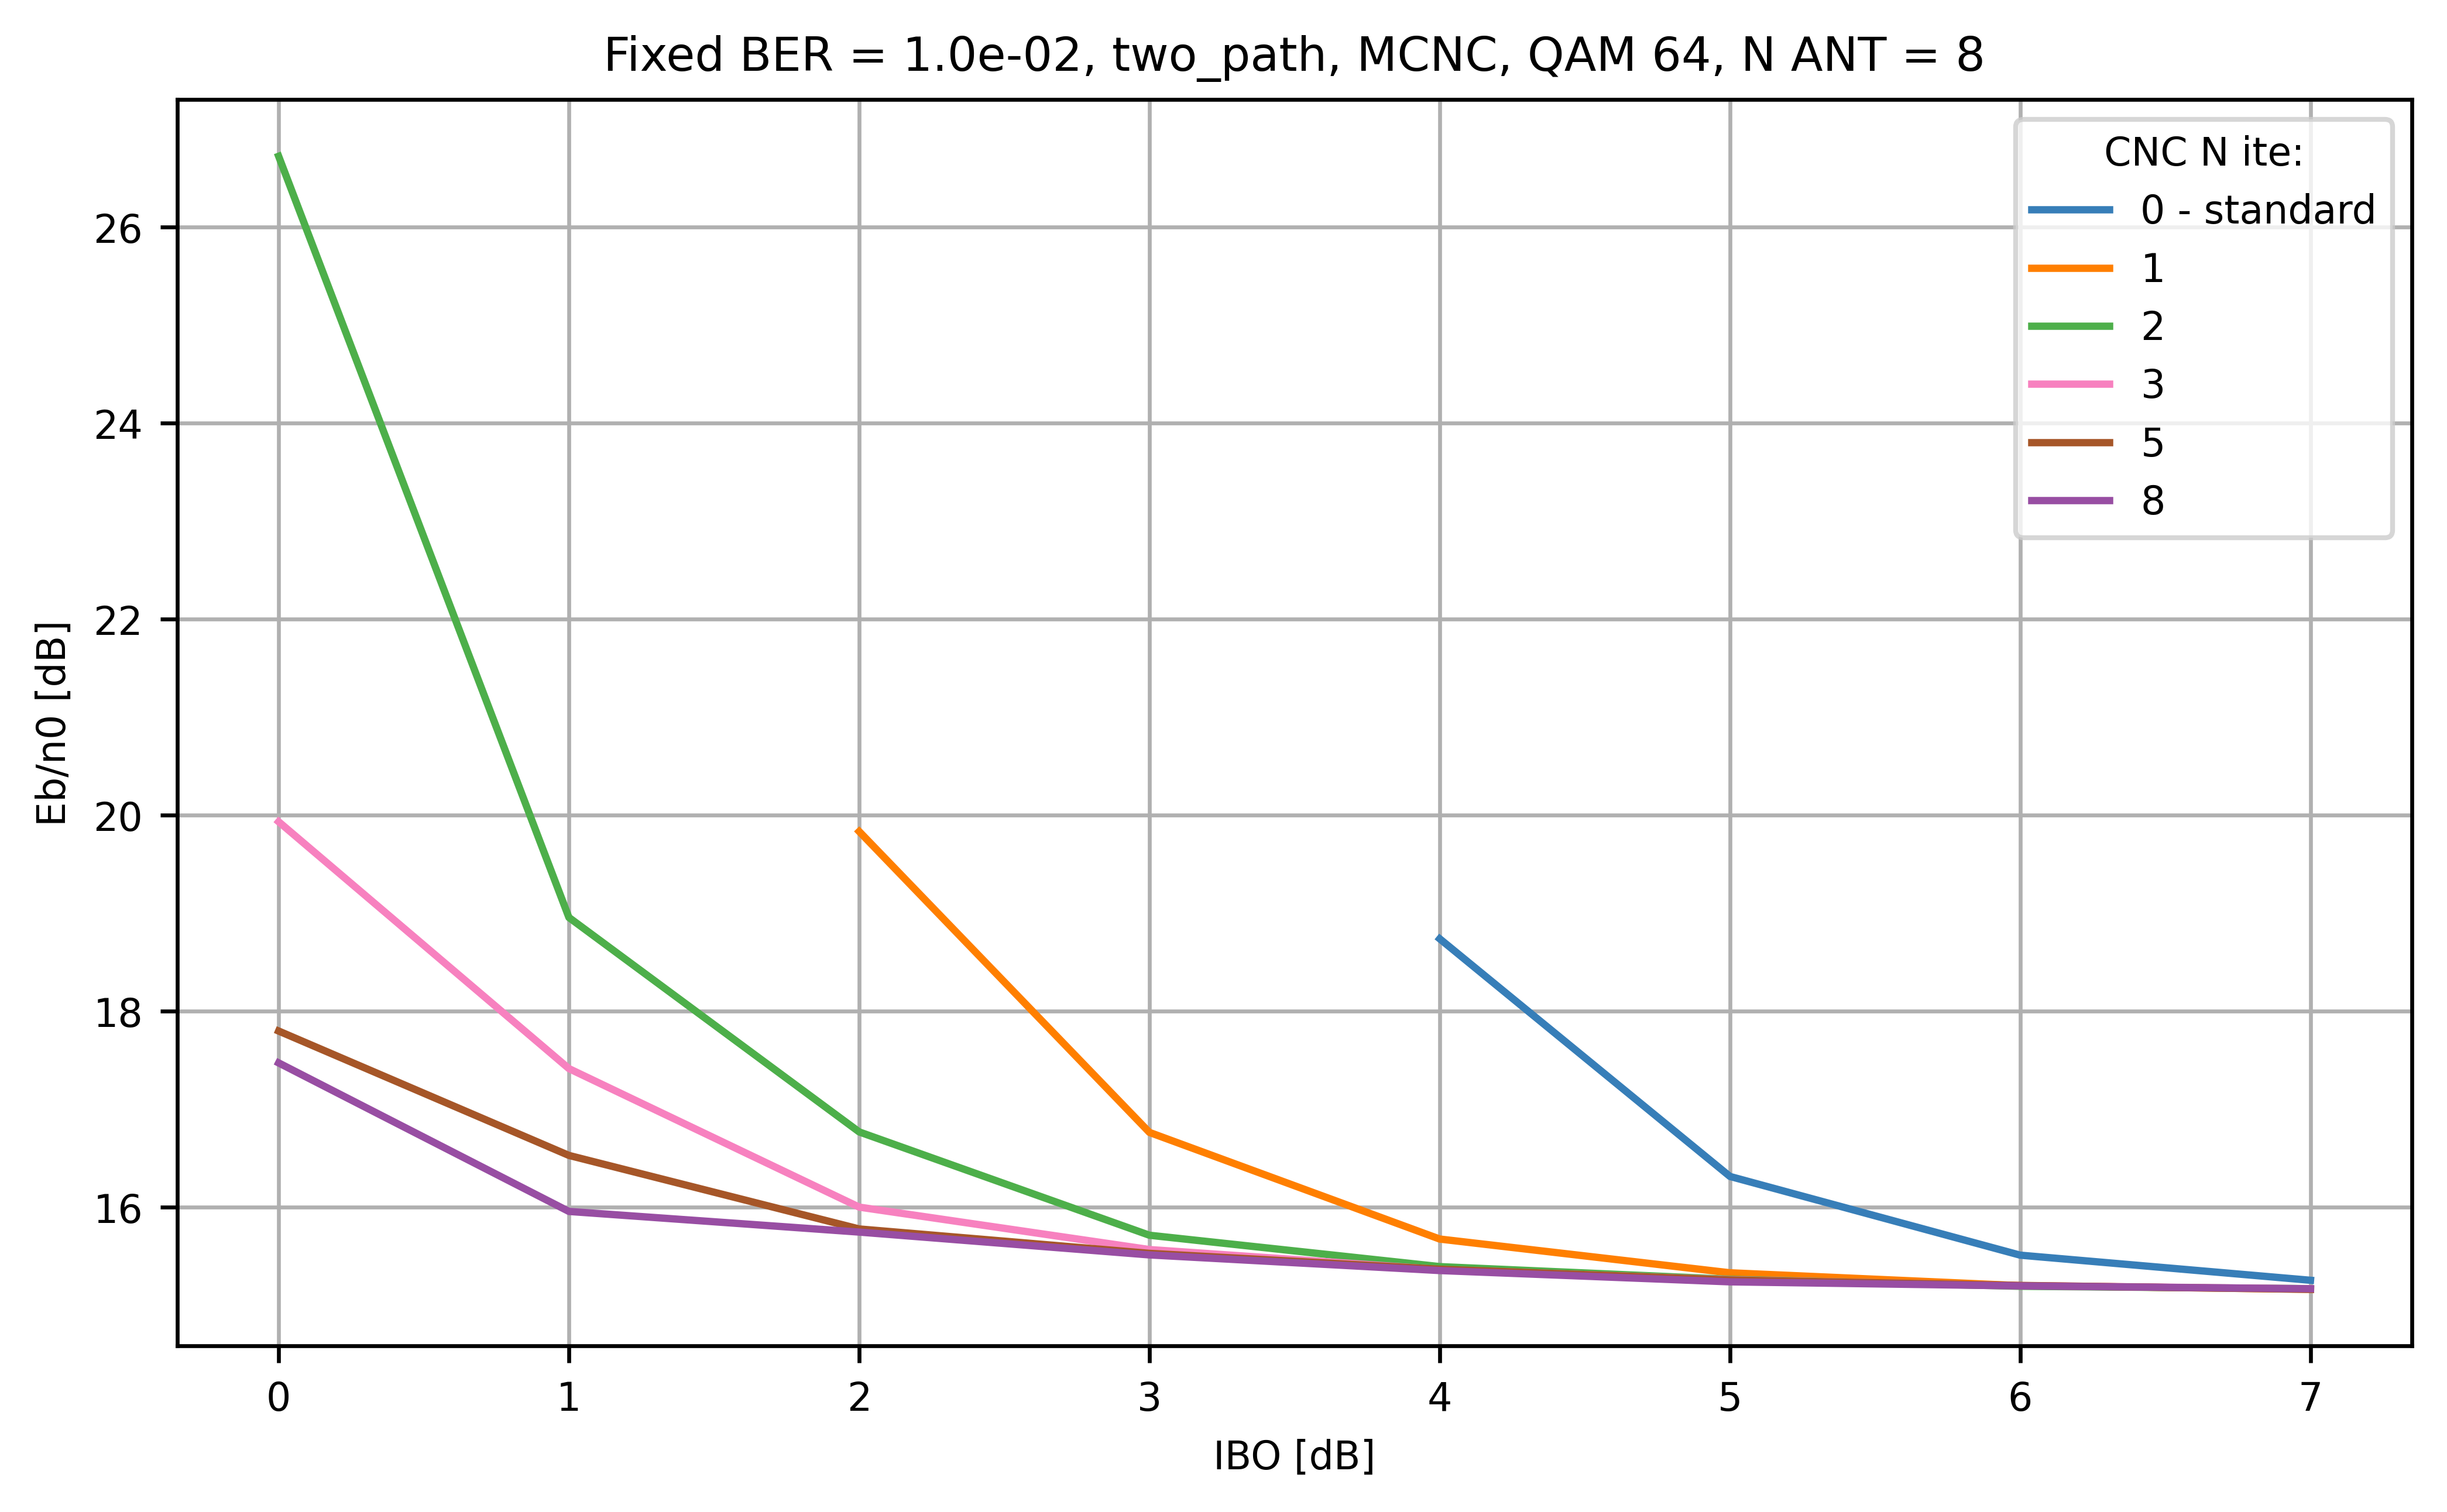 Fixed BER = 1.0e-02, two_path, MCNC, QAM 64, N ANT = 8
CNC N ite:
0 - standard
1
2
3
5
8
26
24
22
20
18
16
Eb/n0 [dB]
0 1 2 3 4 5 6 7
IBO [dB]